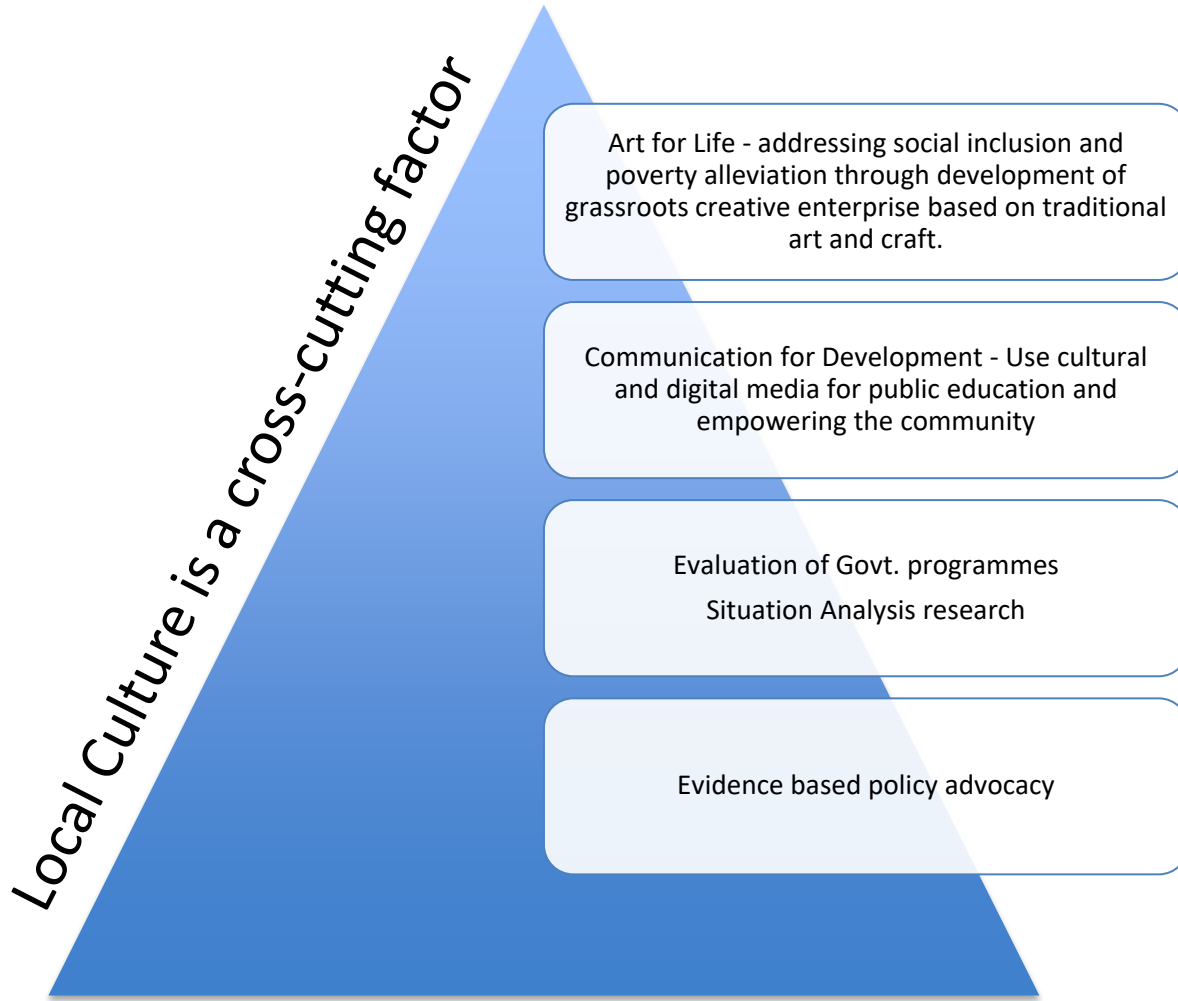 Local Culture is a cross-cutting factor
Art for Life - addressing social inclusion and
poverty alleviation through development of
grassroots creative enterprise based on traditional
art and craft.
Communication for Development - Use cultural
and digital media for public education and
empowering the community
Evaluation of Govt. programmes
Situation Analysis research
Evidence based policy advocacy